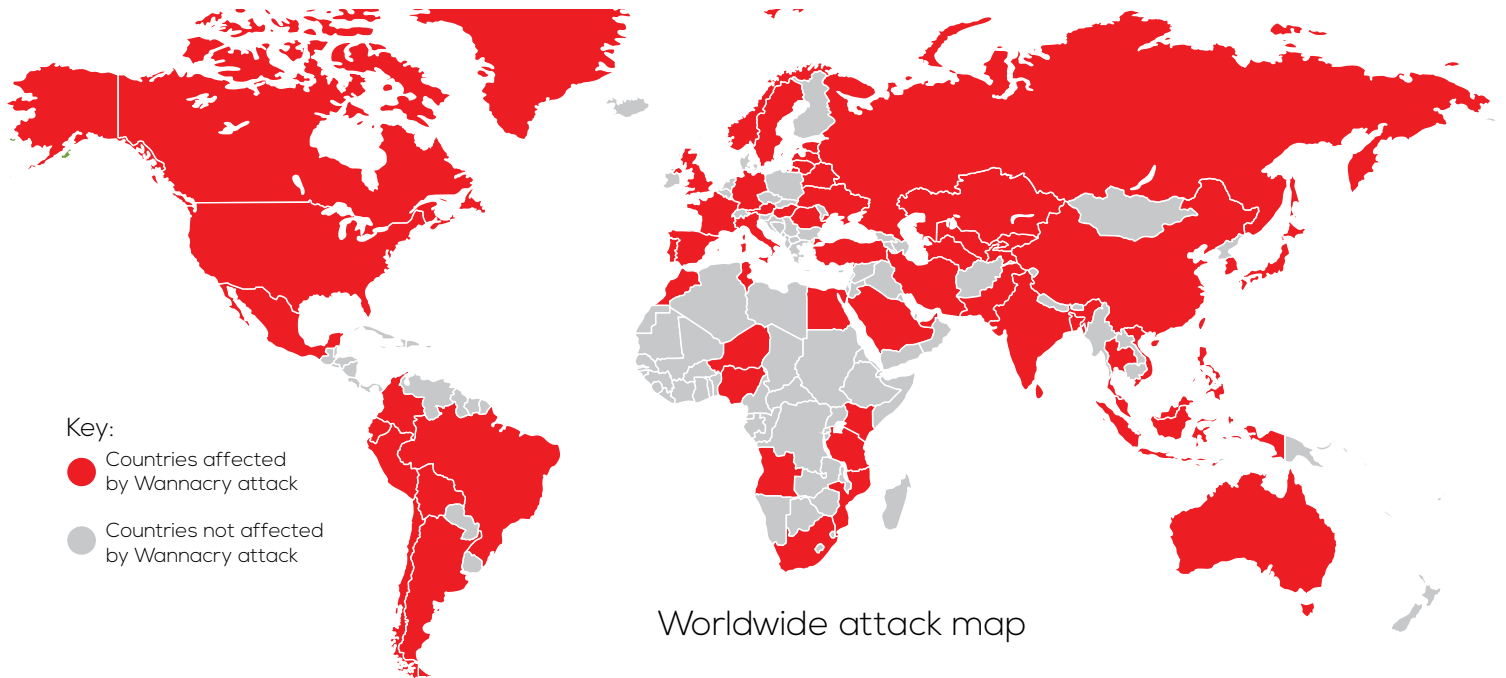 Key:
Countries affected
by Wannacry attack
Countries not affected
by Wannacry attack
Worldwide attack map